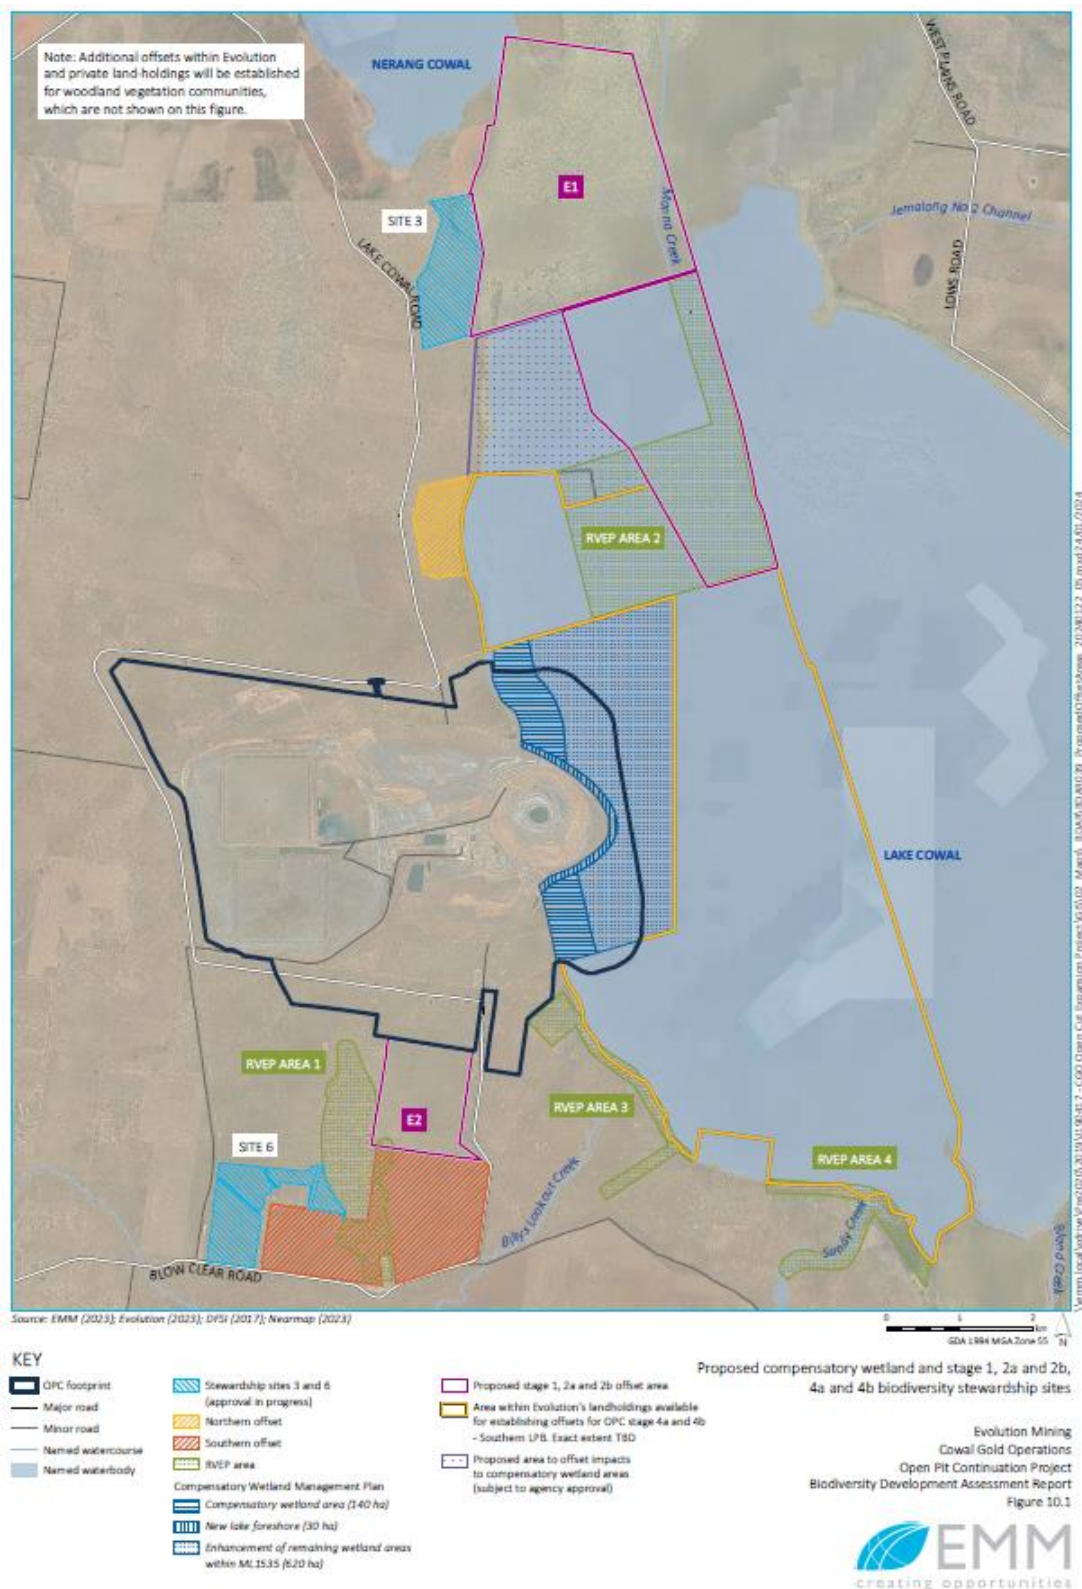 Note: Additional offsets within Evolution
and private land-holdings will be established
for woodland vegetation communities,
which are not shown on this figure.
NERANG COWAL
WEST PLAINS ROAD
E1
Manna Creek
Jemalong No 2 Channel
SITE 3
LAKE COWAL ROAD
LOWS ROAD
RVEP AREA 2
LAKE COWAL
RVEP AREA 1
E2
RVEP AREA 3
SITE 6
RVEP AREA 4
Billys Lookout Creek
Sandy Creek
Bland Creek
BLOW CLEAR ROAD
Source: EMM (2023); Evolution (2023); DFSI (2017); Nearmap (2023)
0 1 2
km
GDA 1994 MGA Zone 55 N
KEY
OPC footprint
Major road
Minor road
Named watercourse
Named waterbody
Stewardship sites 3 and 6
(approval in progress)
Northern offset
Southern offset
RVEP area
Compensatory Wetland Management Plan
Compensatory wetland area (140 ha)
New lake foreshore (30 ha)
Enhancement of remaining wetland areas
within ML1535 (620 ha)
Proposed stage 1, 2a and 2b offset area
Area within Evolution's landholdings available
for establishing offsets for OPC stage 4a and 4b
- Southern LPB. Exact extent TBD
Proposed area to offset impacts
to compensatory wetland areas
(subject to agency approval)
Proposed compensatory wetland and stage 1, 2a and 2b,
4a and 4b biodiversity stewardship sites
Evolution Mining
Cowal Gold Operations
Open Pit Continuation Project
Biodiversity Development Assessment Report
Figure 10.1
EMM
creating opportunities